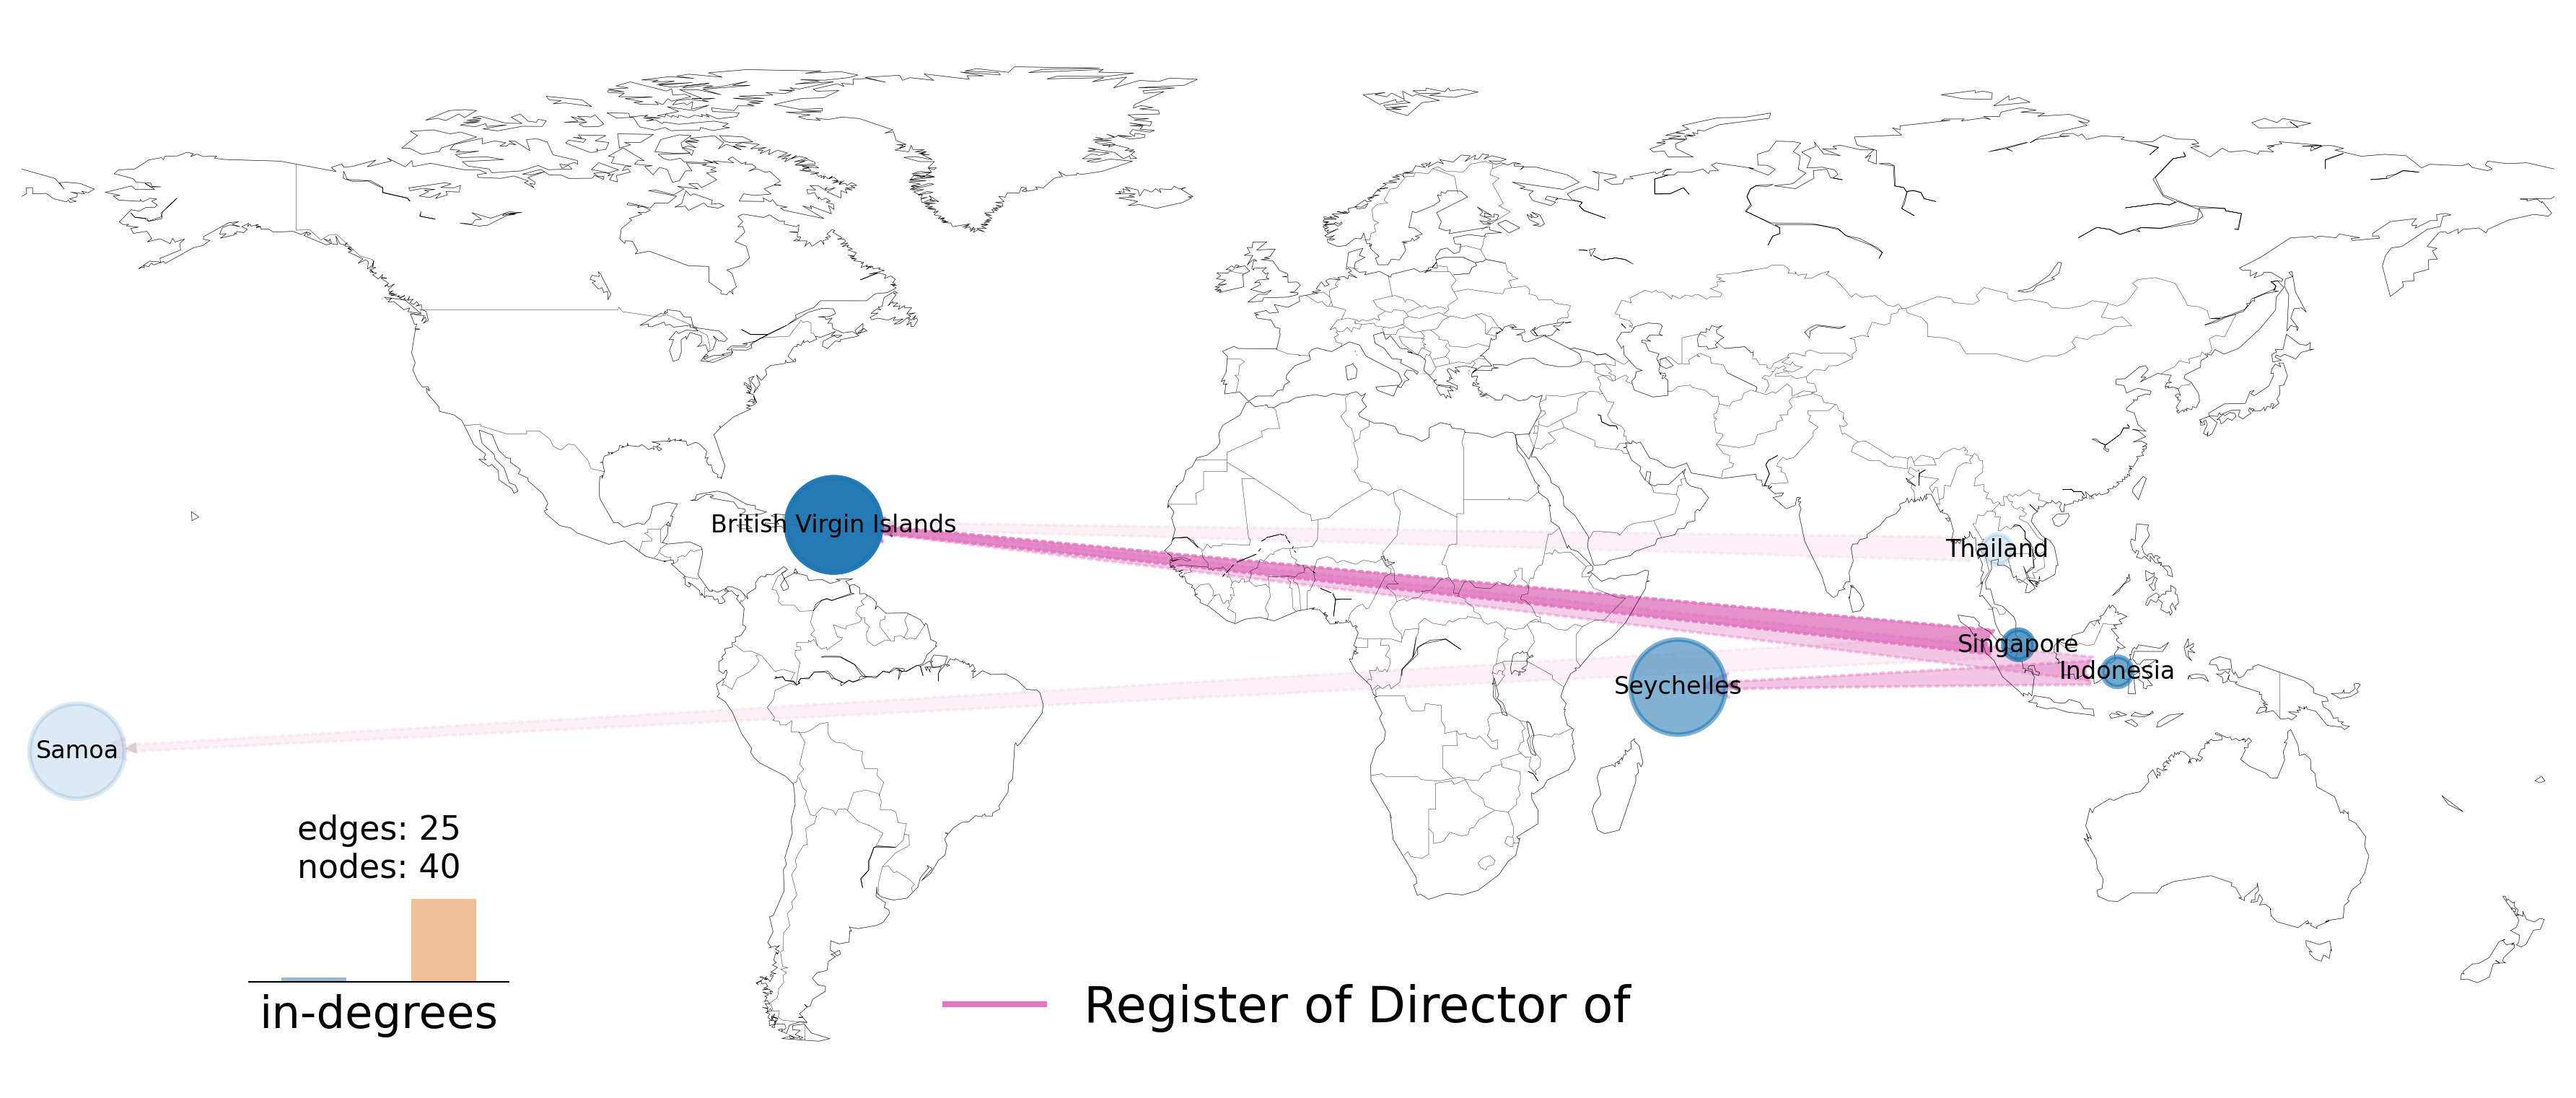 British Virgin Islands
Thailand
Singapore
Indonesia
Seychelles
Samoa
edges: 25
nodes: 40
in-degrees
Register of Director of